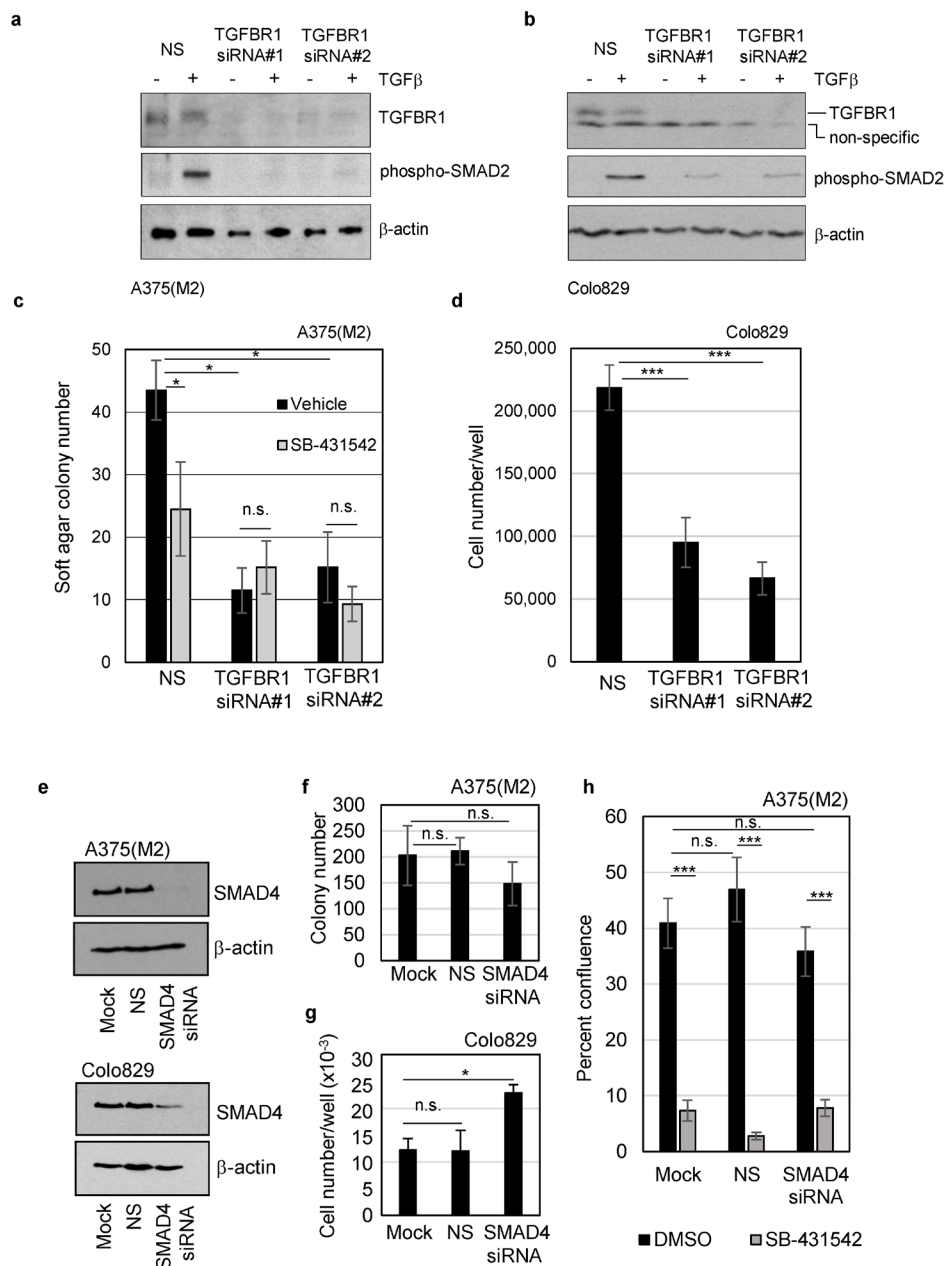 a
NS
TGFBR1
siRNA#1
TGFBR1
siRNA#2
- + - + - + TGFβ
TGFBR1
phospho-SMAD2
β-actin
A375(M2)
b
NS
TGFBR1
siRNA#1
TGFBR1
siRNA#2
- + - + - + TGFβ
TGFBR1
non-specific
phospho-SMAD2
β-actin
Colo829
c
A375(M2)
Soft agar colony number
50
40
30
20
10
0
*
*
*
n.s.
n.s.
Vehicle
SB-431542
NS
TGFBR1
siRNA#1
TGFBR1
siRNA#2
d
Colo829
Cell number/well
250,000
200,000
150,000
100,000
50,000
0
***
***
NS
TGFBR1
siRNA#1
TGFBR1
siRNA#2
e
A375(M2)
SMAD4
β-actin
Mock
NS
SMAD4
siRNA
Colo829
SMAD4
β-actin
Mock
NS
SMAD4
siRNA
f
A375(M2)
Colony number
300
250
200
150
100
50
0
n.s.
n.s.
Mock
NS
SMAD4
siRNA
g
Colo829
Cell number/well (x10-3)
30
25
20
15
10
5
0
*
n.s.
Mock
NS
SMAD4
siRNA
h
A375(M2)
Percent confluence
60
50
40
30
20
10
0
n.s.
n.s.
***
***
***
Mock
NS
SMAD4
siRNA
DMSO
SB-431542